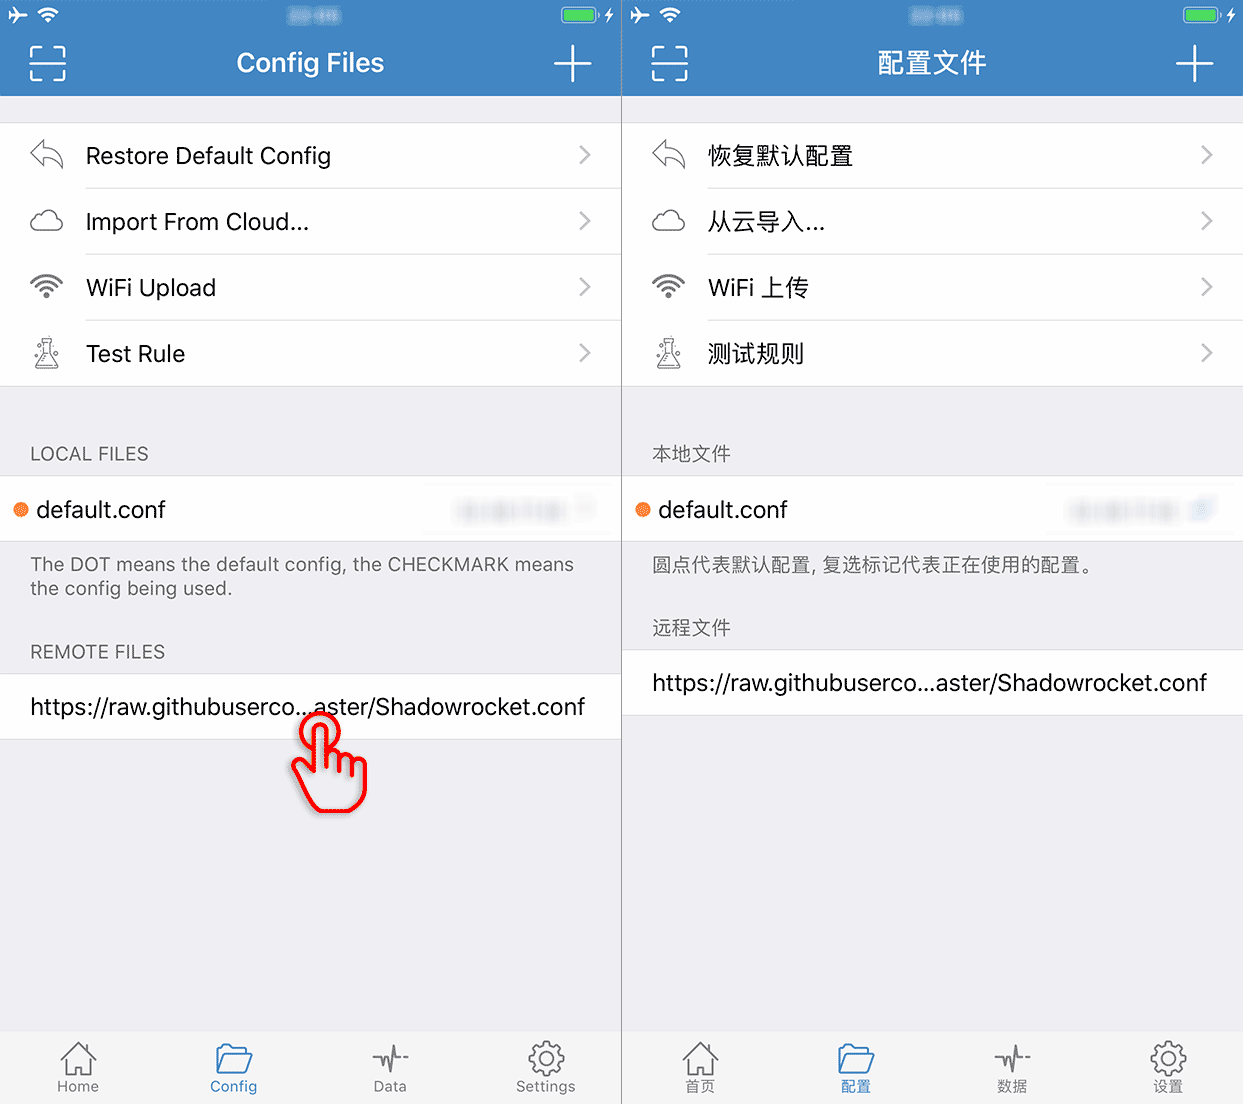 Config Files
Restore Default Config
Import From Cloud...
WiFi Upload
Test Rule
LOCAL FILES
default.conf
The DOT means the default config, the CHECKMARK means
the config being used.
REMOTE FILES
https://raw.githubuserco...aster/Shadowrocket.conf
Home
Config
Data
Settings
配置文件
恢复默认配置
从云导入...
WiFi 上传
测试规则
本地文件
default.conf
圆点代表默认配置, 复选标记代表正在使用的配置。
远程文件
https://raw.githubuserco...aster/Shadowrocket.conf
首页
配置
数据
设置